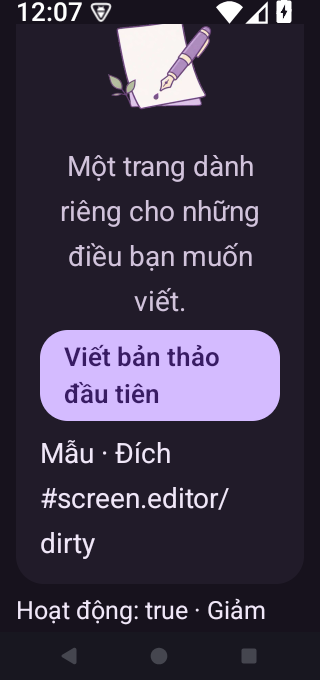 12:07
Một trang dành
riêng cho những
điều bạn muốn
viết.
Viết bản thảo
đầu tiên
Mẫu · Đích
#screen.editor/
dirty
Hoạt động: true · Giảm